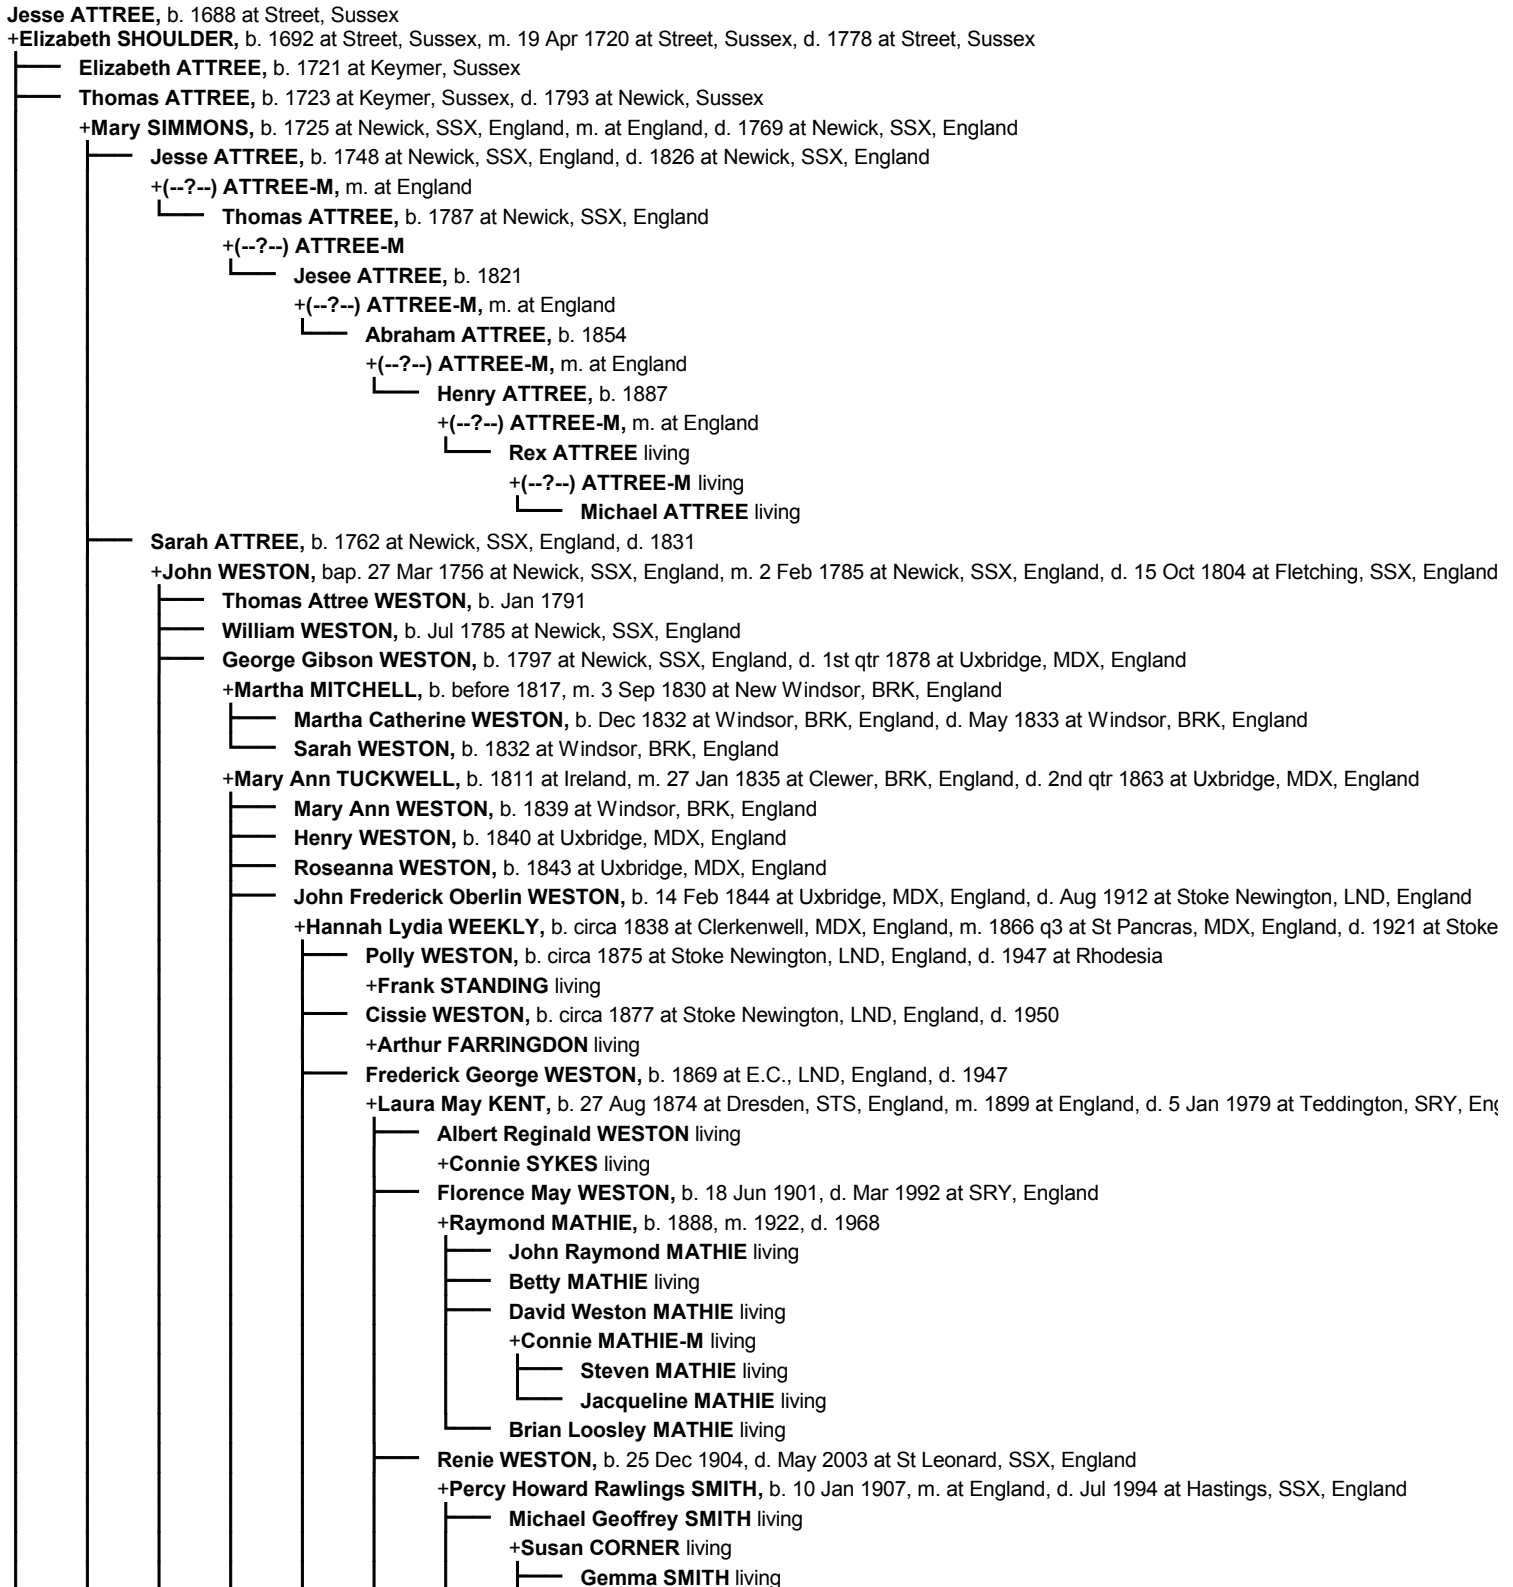 Jesse ATTREE, b. 1688 at Street, Sussex
+Elizabeth SHOULDER, b. 1692 at Street, Sussex, m. 19 Apr 1720 at Street, Sussex, d. 1778 at Street, Sussex
Elizabeth ATTREE, b. 1721 at Keymer, Sussex
Thomas ATTREE, b. 1723 at Keymer, Sussex, d. 1793 at Newick, Sussex
+Mary SIMMONS, b. 1725 at Newick, SSX, England, m. at England, d. 1769 at Newick, SSX, England
Jesse ATTREE, b. 1748 at Newick, SSX, England, d. 1826 at Newick, SSX, England
+(--?--) ATTREE-M, m. at England
Thomas ATTREE, b. 1787 at Newick, SSX, England
+(--?--) ATTREE-M
Jesee ATTREE, b. 1821
+(--?--) ATTREE-M, m. at England
Abraham ATTREE, b. 1854
+(--?--) ATTREE-M, m. at England
Henry ATTREE, b. 1887
+(--?--) ATTREE-M, m. at England
Rex ATTREE living
+(--?--) ATTREE-M living
Michael ATTREE living
Sarah ATTREE, b. 1762 at Newick, SSX, England, d. 1831
+John WESTON, bap. 27 Mar 1756 at Newick, SSX, England, m. 2 Feb 1785 at Newick, SSX, England, d. 15 Oct 1804 at Fletching, SSX, England
Thomas Attree WESTON, b. Jan 1791
William WESTON, b. Jul 1785 at Newick, SSX, England
George Gibson WESTON, b. 1797 at Newick, SSX, England, d. 1st qtr 1878 at Uxbridge, MDX, England
+Martha MITCHELL, b. before 1817, m. 3 Sep 1830 at New Windsor, BRK, England
Martha Catherine WESTON, b. Dec 1832 at Windsor, BRK, England, d. May 1833 at Windsor, BRK, England
Sarah WESTON, b. 1832 at Windsor, BRK, England
+Mary Ann TUCKWELL, b. 1811 at Ireland, m. 27 Jan 1835 at Clewer, BRK, England, d. 2nd qtr 1863 at Uxbridge, MDX, England
Mary Ann WESTON, b. 1839 at Windsor, BRK, England
Henry WESTON, b. 1840 at Uxbridge, MDX, England
Roseanna WESTON, b. 1843 at Uxbridge, MDX, England
John Frederick Oberlin WESTON, b. 14 Feb 1844 at Uxbridge, MDX, England, d. Aug 1912 at Stoke Newington, LND, England
+Hannah Lydia WEEKLY, b. circa 1838 at Clerkenwell, MDX, England, m. 1866 q3 at St Pancras, MDX, England, d. 1921 at Stoke
Polly WESTON, b. circa 1875 at Stoke Newington, LND, England, d. 1947 at Rhodesia
+Frank STANDING living
Cissie WESTON, b. circa 1877 at Stoke Newington, LND, England, d. 1950
+Arthur FARRINGDON living
Frederick George WESTON, b. 1869 at E.C., LND, England, d. 1947
+Laura May KENT, b. 27 Aug 1874 at Dresden, STS, England, m. 1899 at England, d. 5 Jan 1979 at Teddington, SRY,
Albert Reginald WESTON living
+Connie SYKES living
Florence May WESTON, b. 18 Jun 1901, d. Mar 1992 at SRY, England
+Raymond MATHIE, b. 1888, m. 1922, d. 1968
John Raymond MATHIE living
Betty MATHIE living
David Weston MATHIE living
+Connie MATHIE-M living
Steven MATHIE living
Jacqueline MATHIE living
Brian Loosley MATHIE living
Renie WESTON, b. 25 Dec 1904, d. May 2003 at St Leonard, SSX, England
+Percy Howard Rawlings SMITH, b. 10 Jan 1907, m. at England, d. Jul 1994 at Hastings, SSX, England
Michael Geoffrey SMITH living
+Susan CORNER living
Gemma SMITH living